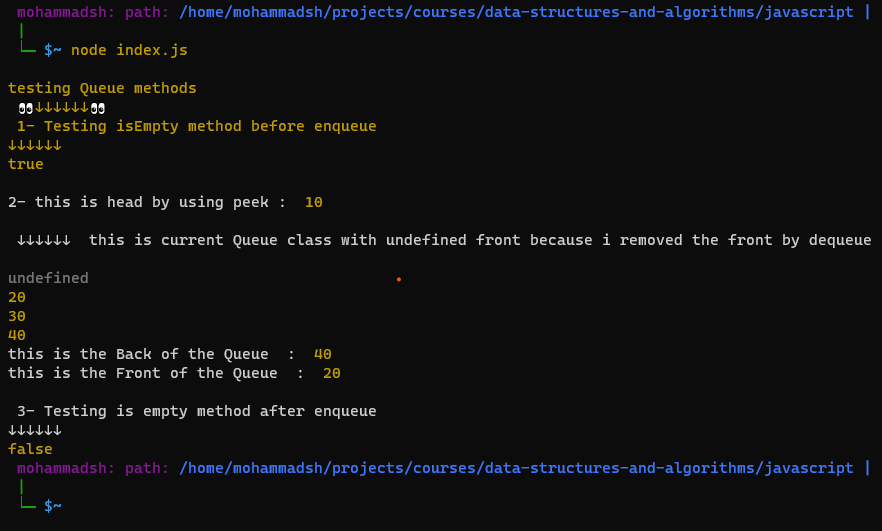 mohammadsh: path: /home/mohammadsh/projects/courses/data-structures-and-algorithms/javascript |
|
└─ $~ node index.js
testing Queue methods
👀↓↓↓↓↓↓👀
1- Testing isEmpty method before enqueue
↓↓↓↓↓↓
true
2- this is head by using peek :  10
↓↓↓↓↓↓  this is current Queue class with undefined front because i removed the front by dequeue
undefined
20
30
40
this is the Back of the Queue  :  40
this is the Front of the Queue  :  20
3- Testing is empty method after enqueue
↓↓↓↓↓↓
false
mohammadsh: path: /home/mohammadsh/projects/courses/data-structures-and-algorithms/javascript |
|
└─ $~